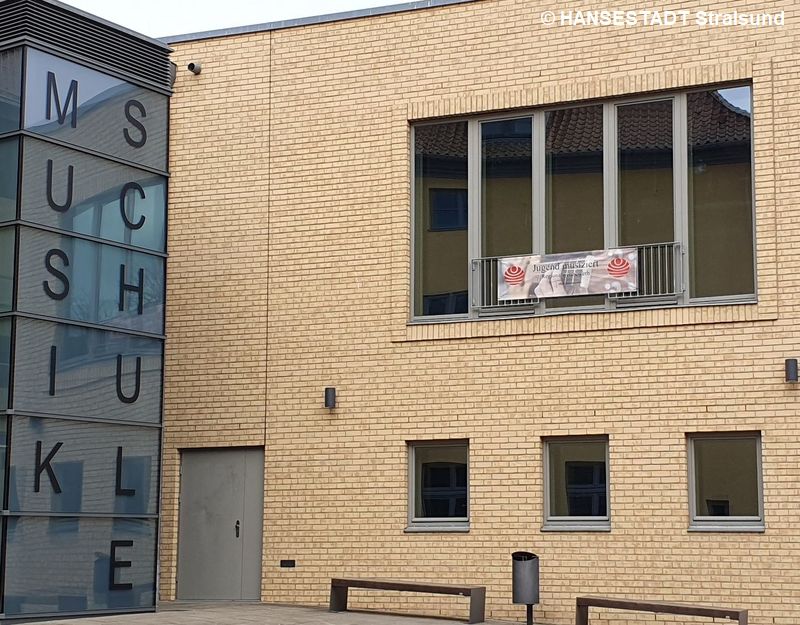 © HANSESTADT Stralsund
MUSIK
SCHULE
Jugend musiziert